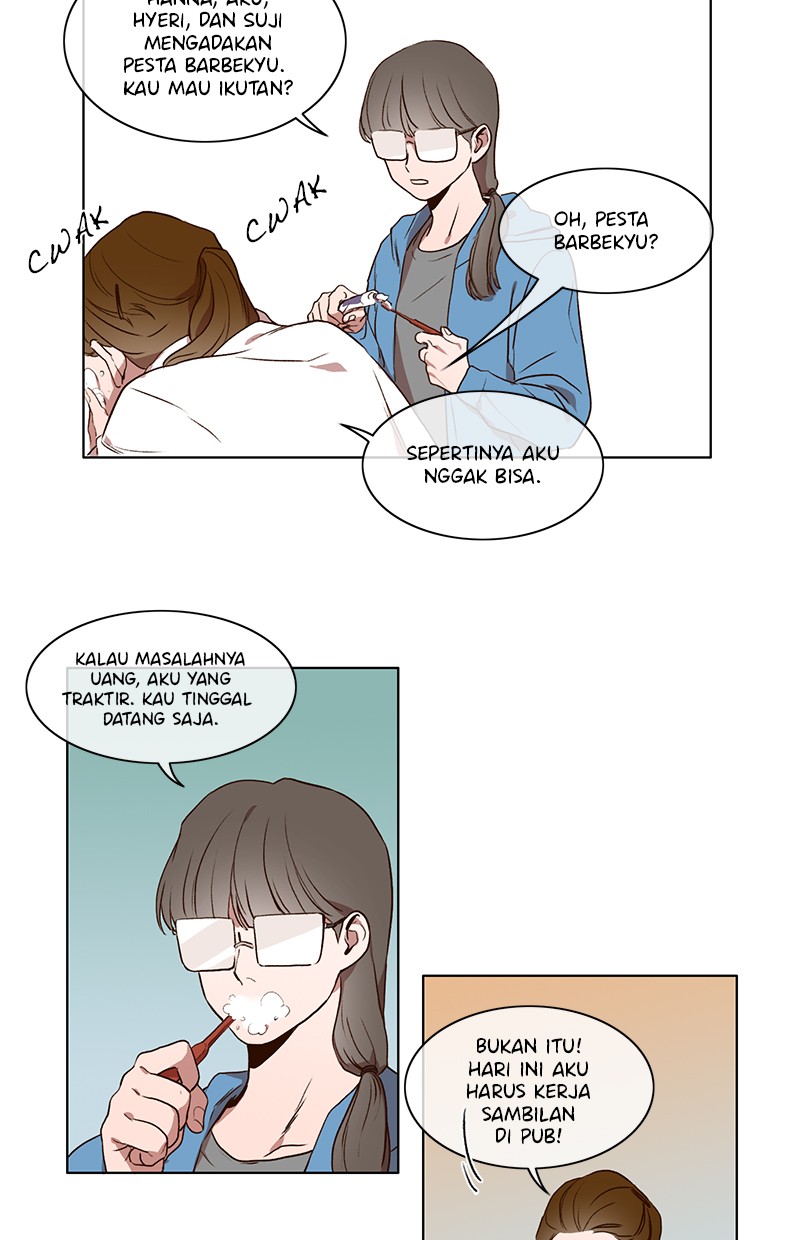 HANNA, AKU,
HYERI, DAN SUJI
MENGADAKAN
PESTA BARBEKYU.
KAU MAU IKUTAN?
CWAK
CWAK
OH, PESTA
BARBEKYU?
SEPERTINYA AKU
NGGAK BISA.
KALAU MASALAHNYA
UANG, AKU YANG
TRAKTIR. KAU TINGGAL
DATANG SAJA.
BUKAN ITU!
HARI INI AKU
HARUS KERJA
SAMBILAN
DI PUB!